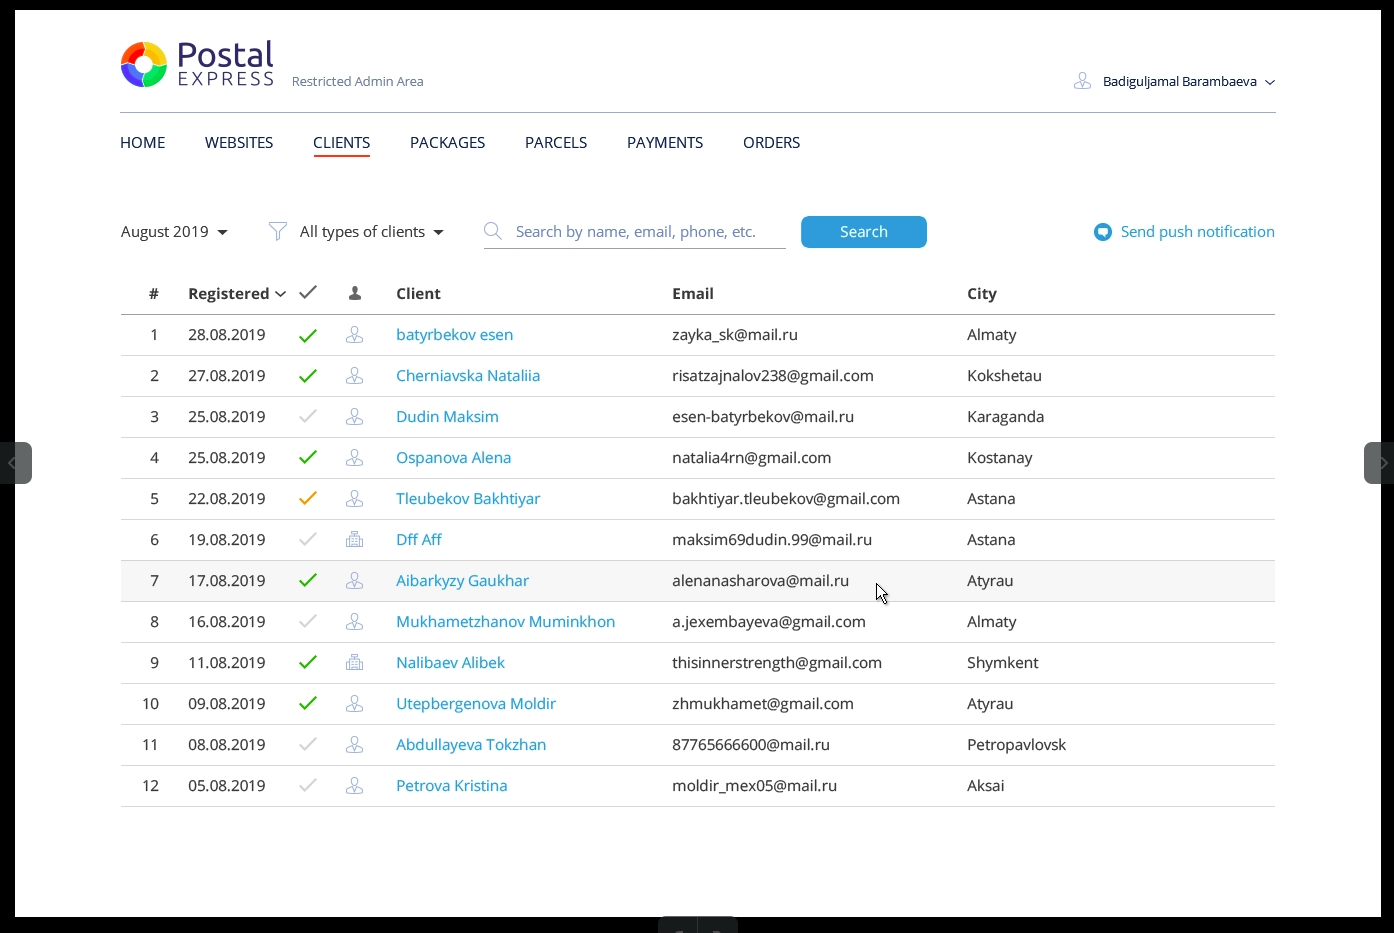 Postal
EXPRESS
Restricted Admin Area
Badiguljamal Barambaeva
HOME WEBSITES CLIENTS PACKAGES PARCELS PAYMENTS ORDERS
August 2019 All types of clients Search by name, email, phone, etc. Search Send push notification
# Registered Client Email City
1 28.08.2019 batyrbekov esen zayka_sk@mail.ru Almaty
2 27.08.2019 Cherniavska Nataliia risatzajnalov238@gmail.com Kokshetau
3 25.08.2019 Dudin Maksim esen-batyrbekov@mail.ru Karaganda
4 25.08.2019 Ospanova Alena natalia4rn@gmail.com Kostanay
5 22.08.2019 Tleubekov Bakhtiyar bakhtiyar.tleubekov@gmail.com Astana
6 19.08.2019 Dff Aff maksim69dudin.99@mail.ru Astana
7 17.08.2019 Aibarkyzy Gaukhar alenanasharova@mail.ru Atyrau
8 16.08.2019 Mukhametzhanov Muminkhon a.jexembayeva@gmail.com Almaty
9 11.08.2019 Nalibaev Alibek thisinnerstrength@gmail.com Shymkent
10 09.08.2019 Utepbergenova Moldir zhmukhamet@gmail.com Atyrau
11 08.08.2019 Abdullayeva Tokzhan 87765666600@mail.ru Petropavlovsk
12 05.08.2019 Petrova Kristina moldir_mex05@mail.ru Aksai